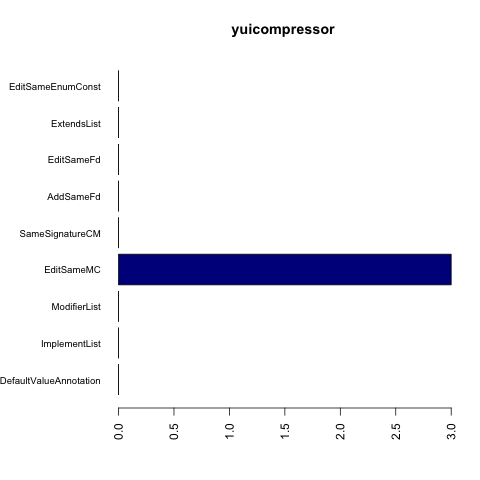 yuicompressor
EditSameEnumConst
ExtendsList
EditSameFd
AddSameFd
SameSignatureCM
EditSameMC
ModifierList
ImplementList
DefaultValueAnnotation
0.0 0.5 1.0 1.5 2.0 2.5 3.0